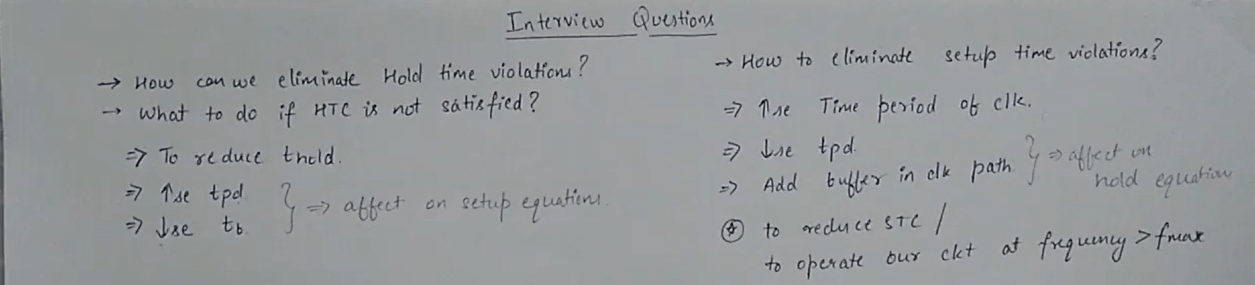 Interview Questions
→ How can we eliminate Hold time violations?
→ What to do if HTC is not satisfied?
⇒ To reduce thold.
⇒ ↑se tpd
⇒ ↓se tb.
} ⇒ affect on setup equations.
→ How to eliminate setup time violations?
⇒ ↑se Time period of clk.
⇒ ↓se tpd.
⇒ Add buffer in clk path
} ⇒ affect on
hold equation
to reduce STC /
to operate our ckt at frequency > fmax